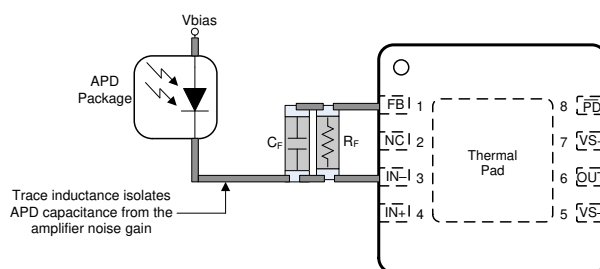 Vbias
APD
Package
CF
RF
Trace inductance isolates
APD capacitance from the
amplifier noise gain
FB 1
NC 2
IN– 3
IN+ 4
Thermal
Pad
8 PD
7 VS-
6 OUT
5 VS-